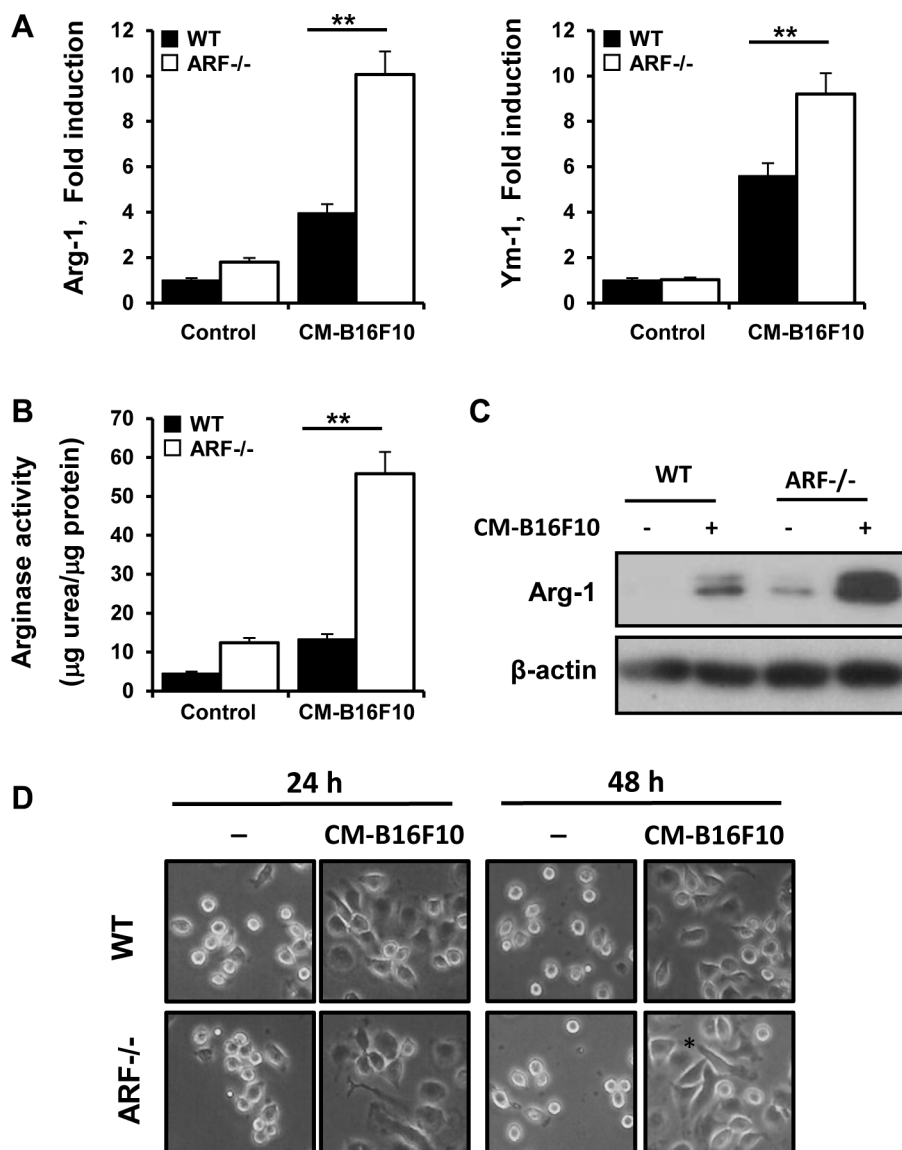 A
Arg-1, Fold induction
12
10
8
6
4
2
0
WT
ARF-/-
**
Control
CM-B16F10
Ym-1, Fold induction
12
10
8
6
4
2
0
WT
ARF-/-
**
Control
CM-B16F10
B
Arginase activity
(µg urea/µg protein)
70
60
50
40
30
20
10
0
WT
ARF-/-
**
Control
CM-B16F10
C
WT
ARF-/-
CM-B16F10
-
+
-
+
Arg-1
β-actin
D
24 h
48 h
–
CM-B16F10
–
CM-B16F10
WT
ARF-/-
*